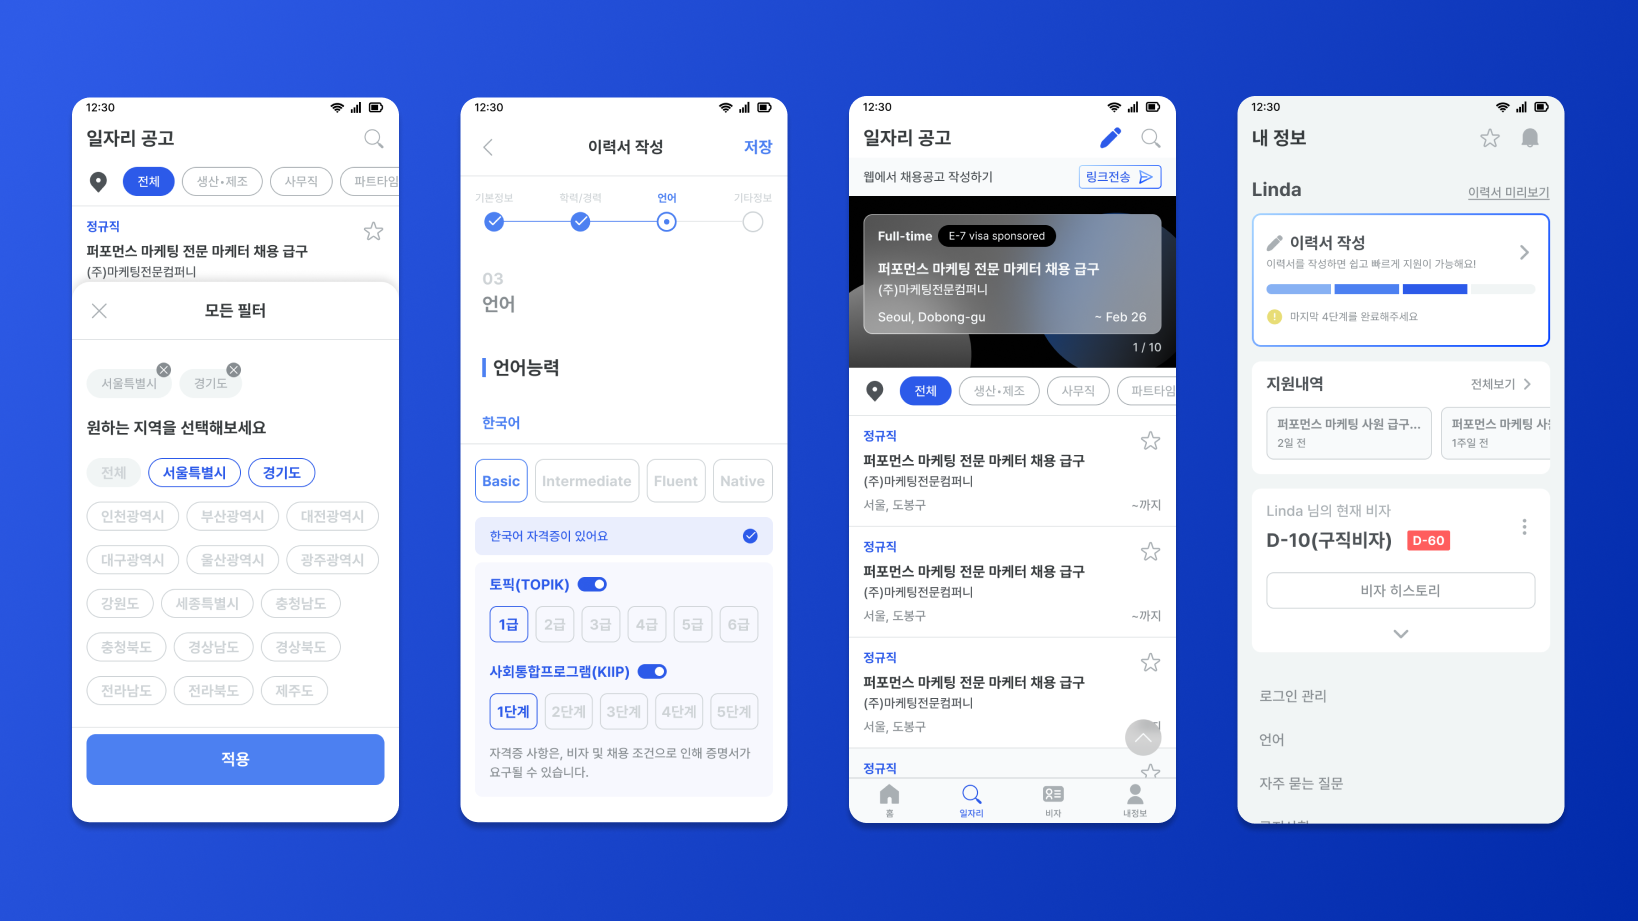 12:30
일자리 공고
전체
생산•제조
사무직
파트타임
정규직
퍼포먼스 마케팅 전문 마케터 채용 급구
(주)마케팅전문컴퍼니
모든 필터
서울특별시
경기도
원하는 지역을 선택해보세요
전체 서울특별시 경기도
인천광역시 부산광역시 대전광역시
대구광역시 울산광역시 광주광역시
강원도 세종특별시 충청남도
충청북도 경상남도 경상북도
전라남도 전라북도 제주도
적용
12:30
이력서 작성
저장
기본정보 학력/경력 언어 기타정보
03
언어
언어능력
한국어
Basic Intermediate Fluent Native
한국어 자격증이 있어요
토픽(TOPIK)
1급 2급 3급 4급 5급 6급
사회통합프로그램(KIIP)
1단계 2단계 3단계 4단계 5단계
자격증 사항은, 비자 및 채용 조건으로 인해 증명서가
요구될 수 있습니다.
12:30
일자리 공고
웹에서 채용공고 작성하기
링크전송
Full-time E-7 visa sponsored
퍼포먼스 마케팅 전문 마케터 채용 급구
(주)마케팅전문컴퍼니
Seoul, Dobong-gu ~ Feb 26
1 / 10
전체 생산•제조 사무직 파트타임
정규직
퍼포먼스 마케팅 전문 마케터 채용 급구
(주)마케팅전문컴퍼니
서울, 도봉구 ~까지
정규직
퍼포먼스 마케팅 전문 마케터 채용 급구
(주)마케팅전문컴퍼니
서울, 도봉구 ~까지
정규직
퍼포먼스 마케팅 전문 마케터 채용 급구
(주)마케팅전문컴퍼니
서울, 도봉구
정규직
홈 일자리 비자 내정보
12:30
내 정보
Linda
이력서 미리보기
이력서 작성
이력서를 작성하면 쉽고 빠르게 지원이 가능해요!
! 마지막 4단계를 완료해주세요
지원내역
전체보기
퍼포먼스 마케팅 사원 급구...
2일 전
퍼포먼스 마케팅
1주일 전
Linda 님의 현재 비자
D-10(구직비자) D-60
비자 히스토리
로그인 관리
언어
자주 묻는 질문